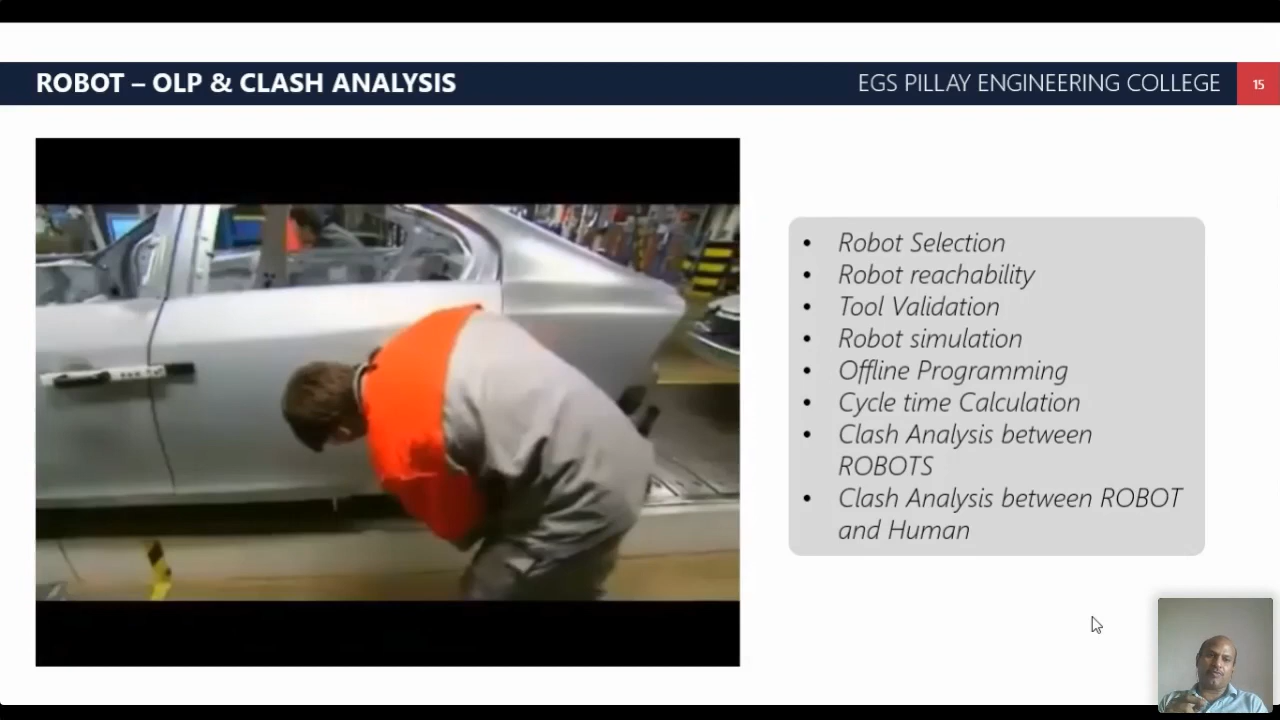 ROBOT – OLP & CLASH ANALYSIS
EGS PILLAY ENGINEERING COLLEGE
15
• Robot Selection
• Robot reachability
• Tool Validation
• Robot simulation
• Offline Programming
• Cycle time Calculation
• Clash Analysis between
ROBOTS
• Clash Analysis between ROBOT
and Human